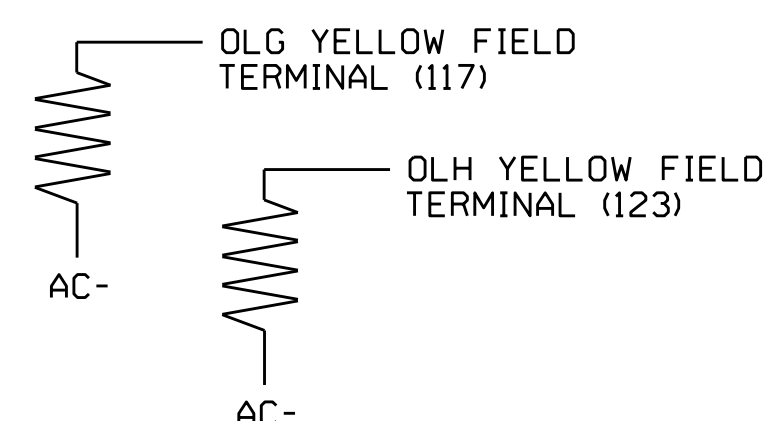 OLG YELLOW FIELD
TERMINAL (117)
OLH YELLOW FIELD
TERMINAL (123)
AC-
AC-